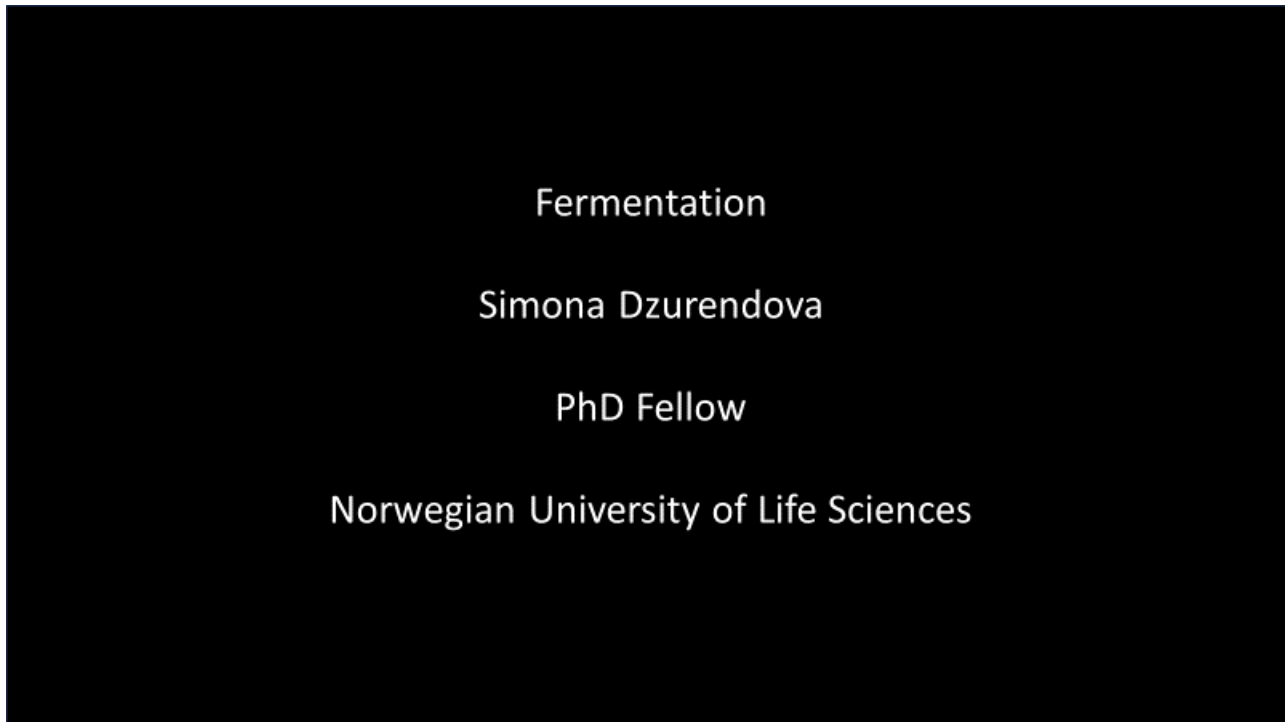 Fermentation
Simona Dzurendova
PhD Fellow
Norwegian University of Life Sciences